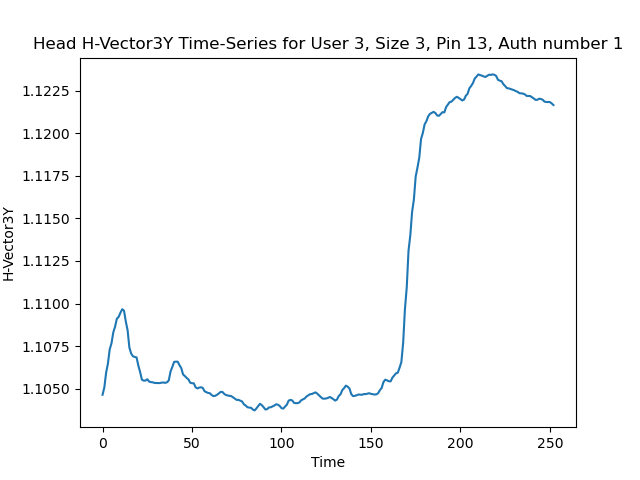 Head H-Vector3Y Time-Series for User 3, Size 3, Pin 13, Auth number 1
1.1225
1.1200
1.1175
1.1150
1.1125
1.1100
1.1075
1.1050
H-Vector3Y
0 50 100 150 200 250
Time